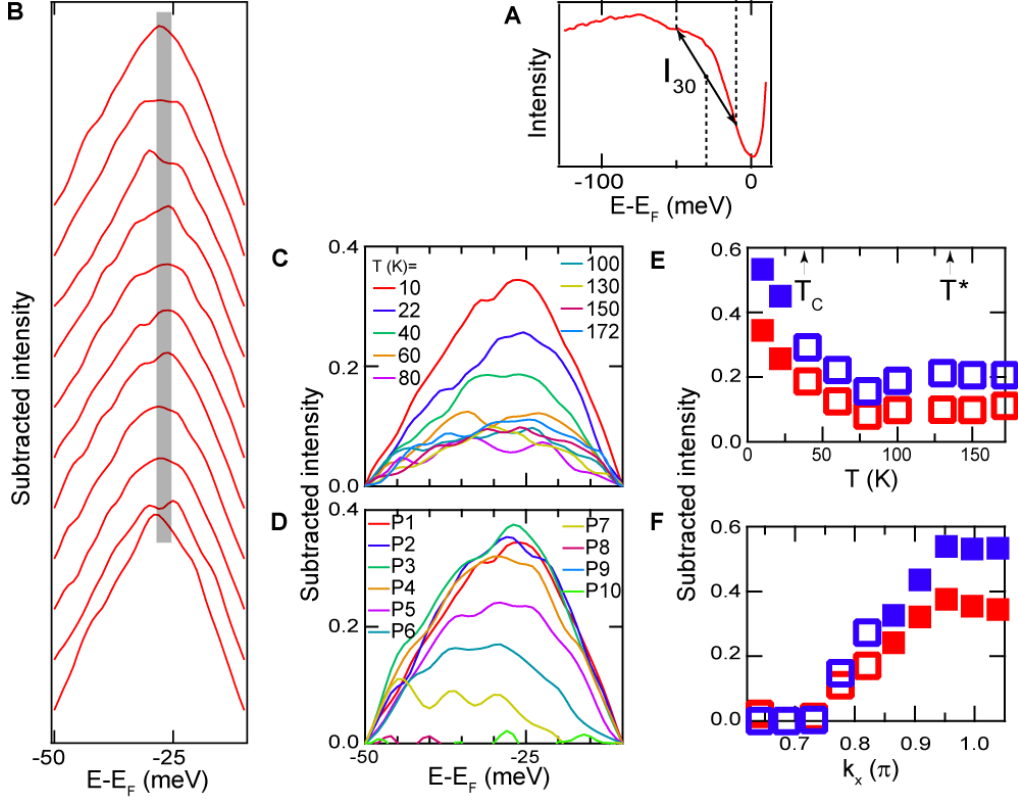 B
Subtracted intensity
-50
-25
E-EF (meV)
A
Intensity
I30
-100
0
E-EF (meV)
C
Subtracted intensity
0.4
0.2
0.0
T (K)=
10
22
40
60
80
100
130
150
172
D
0.2
0.0
P1
P2
P3
P4
P5
P6
P7
P8
P9
P10
-50
-25
E-EF (meV)
E
Subtracted intensity
0.6
0.4
0.2
0.0
TC
T*
0
50
100
150
T (K)
F
0.6
0.4
0.2
0.0
0.7
0.8
0.9
1.0
kx (π)